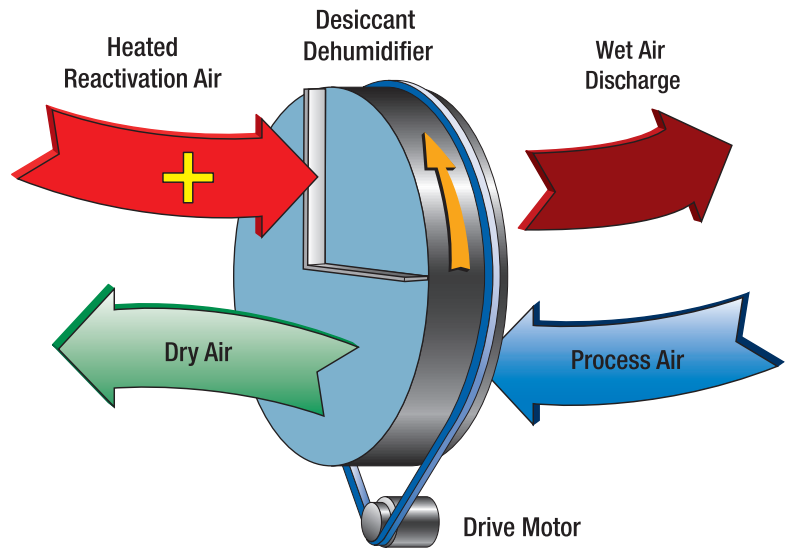 Desiccant
Dehumidifier
Heated
Reactivation Air
Wet Air
Discharge
Dry Air
Process Air
Drive Motor